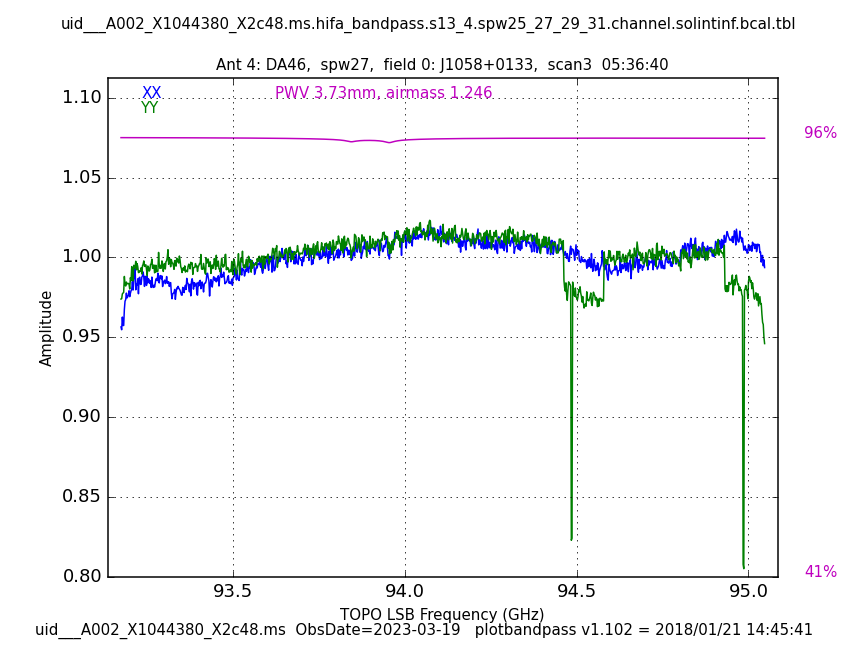 uid___A002_X1044380_X2c48.ms.hifa_bandpass.s13_4.spw25_27_29_31.channel.solintinf.bcal.tbl
Ant 4: DA46,  spw27,  field 0: J1058+0133,  scan3  05:36:40
XX
YY
PWV 3.73mm, airmass 1.246
96%
41%
1.10
1.05
1.00
0.95
0.90
0.85
0.80
Amplitude
93.5
94.0
94.5
95.0
TOPO LSB Frequency (GHz)
uid___A002_X1044380_X2c48.ms  ObsDate=2023-03-19   plotbandpass v1.102 = 2018/01/21 14:45:41